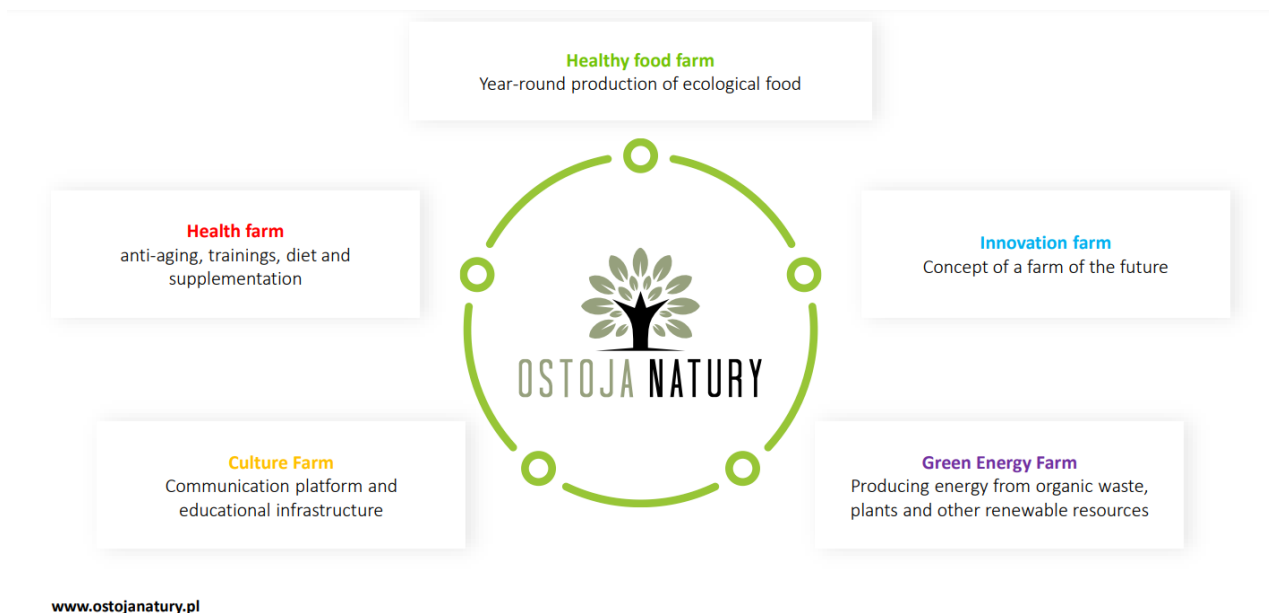 Healthy food farm
Year-round production of ecological food
Health farm
anti-aging, trainings, diet and
supplementation
Innovation farm
Concept of a farm of the future
OSTOJA NATURY
Culture Farm
Communication platform and
educational infrastructure
Green Energy Farm
Producing energy from organic waste,
plants and other renewable resources
www.ostojanatury.pl